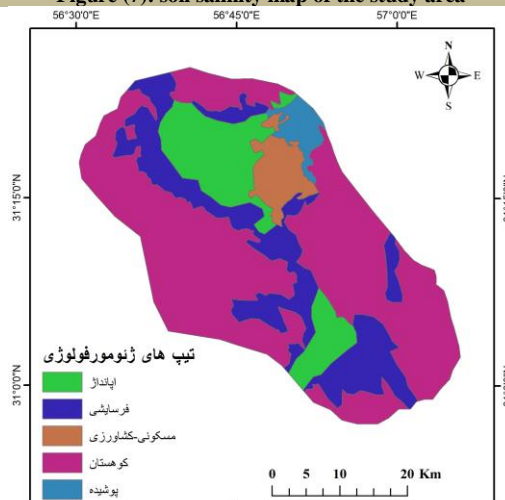 Figure (7): soil salinity map of the study area
56°30'0"E 56°45'0"E 57°0'0"E
N
W E
S
31°15'0"N
31°0'0"N
تیپ های ژئومورفولوژی
اپانداژ
فرسایشی
مسکونی-کشاورزی
کوهستان
پوشیده
0 5 10 20 Km